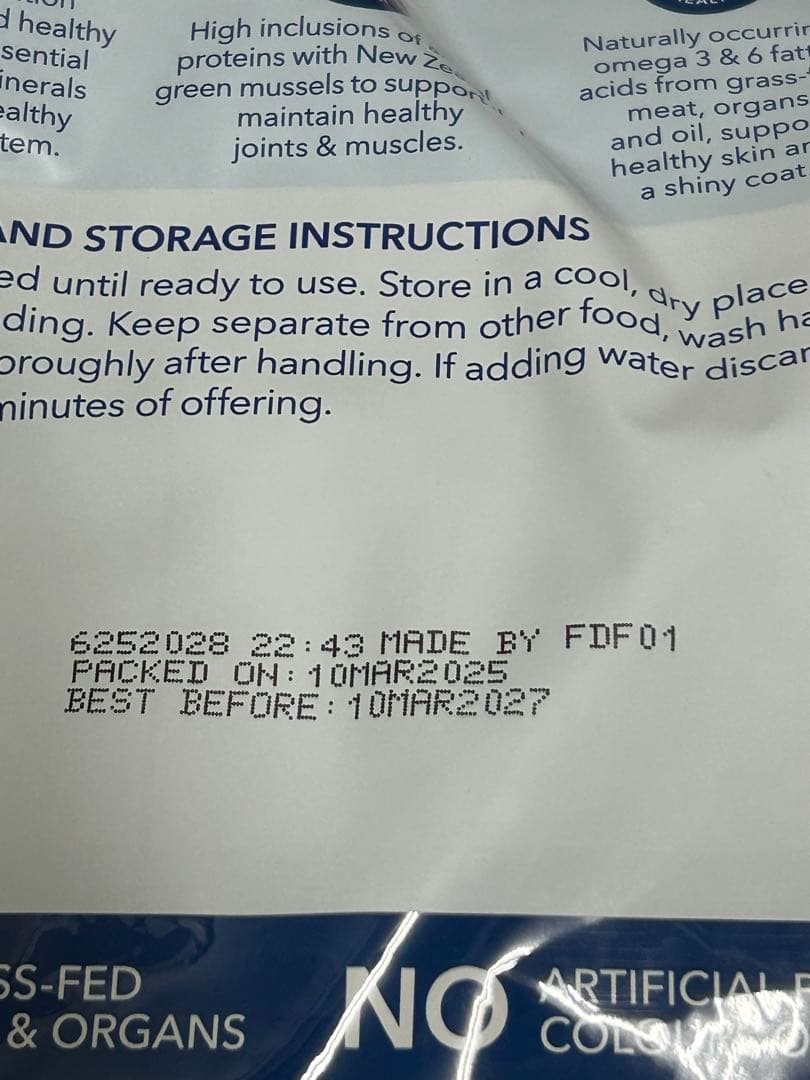 healthy
sential
inerals
ealthy
tem.
High inclusions of
proteins with New
green mussels to support
maintain healthy
joints & muscles.
Naturally occurrin
omega 3 & 6 fatt
acids from grass-
meat, organs
and oil, suppo
healthy skin an
a shiny coat
AND STORAGE INSTRUCTIONS
ed until ready to use. Store in a cool, dry place
ding. Keep separate from other food, wash ha
oroughly after handling. If adding water discar
minutes of offering.
6252028 22:43 MADE BY FDF01
PACKED ON: 10MAR2025
BEST BEFORE: 10MAR2027
SS-FED
& ORGANS
NO
ARTIFICIAL